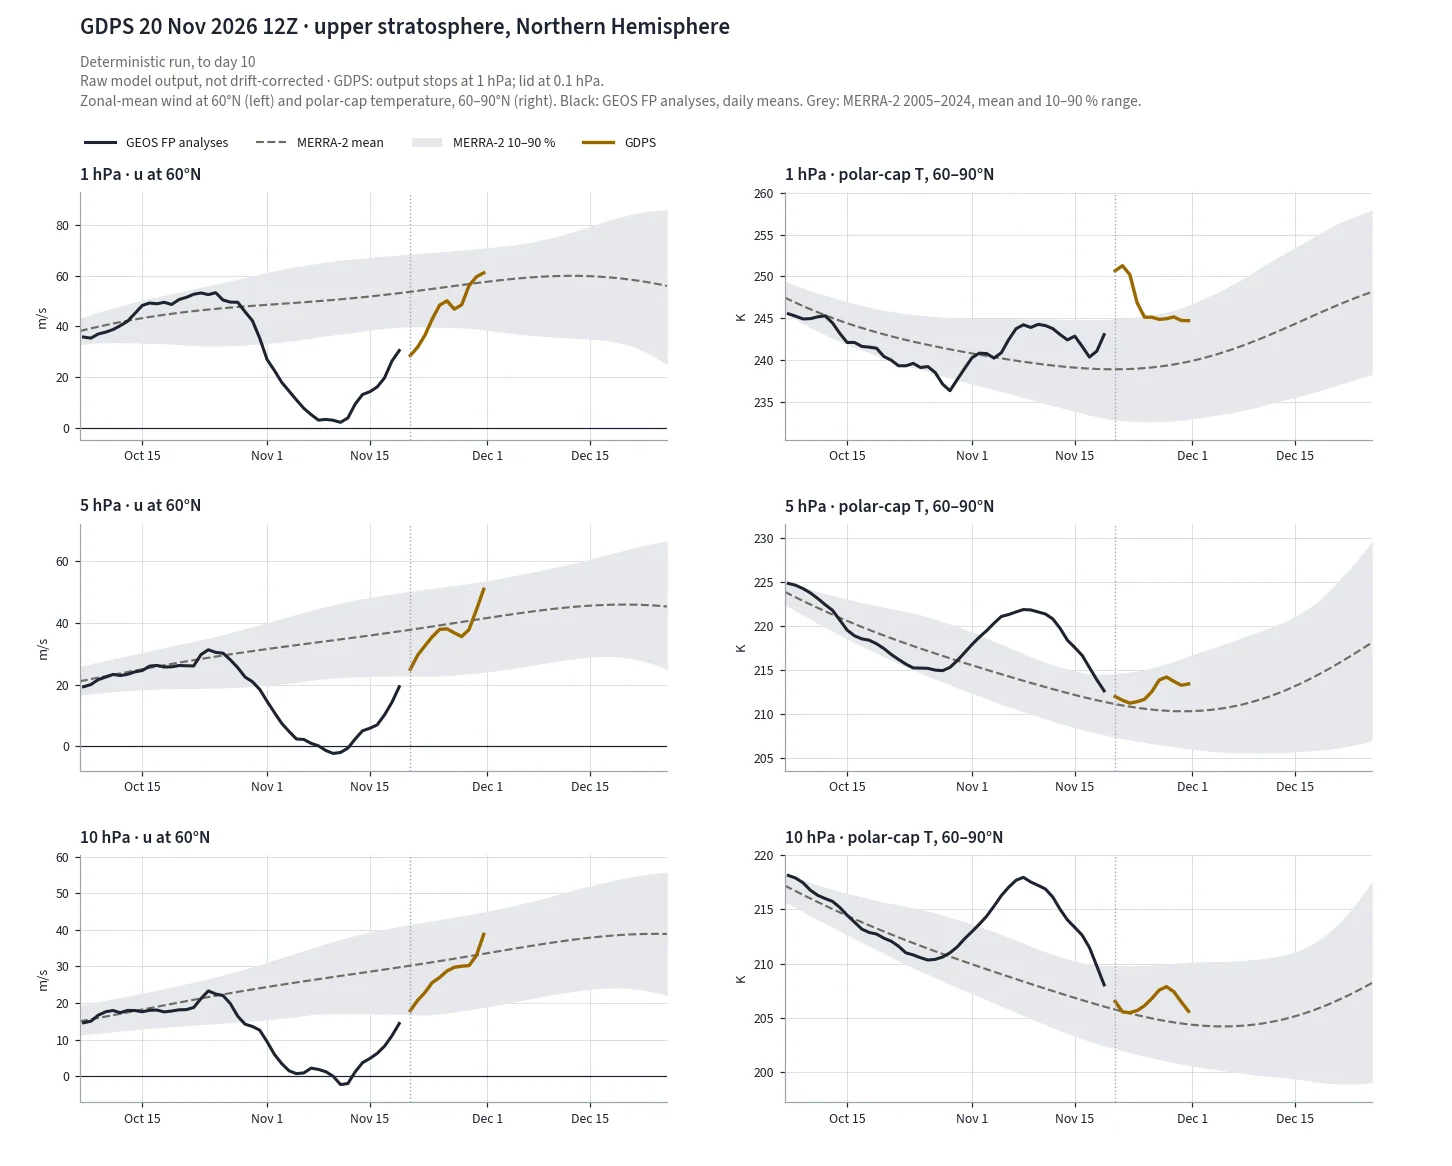 GDPS 20 Nov 2026 12Z · upper stratosphere, Northern Hemisphere
Deterministic run, to day 10
Raw model output, not drift-corrected · GDPS: output stops at 1 hPa; lid at 0.1 hPa.
Zonal-mean wind at 60°N (left) and polar-cap temperature, 60–90°N (right). Black: GEOS FP analyses, daily means. Grey: MERRA-2 2005–2024, mean and 10–90 % range.
GEOS FP analyses MERRA-2 mean MERRA-2 10–90 % GDPS
1 hPa · u at 60°N
m/s
80
60
40
20
0
Oct 15 Nov 1 Nov 15 Dec 1 Dec 15
1 hPa · polar-cap T, 60–90°N
K
260
255
250
245
240
235
Oct 15 Nov 1 Nov 15 Dec 1 Dec 15
5 hPa · u at 60°N
m/s
60
40
20
0
Oct 15 Nov 1 Nov 15 Dec 1 Dec 15
5 hPa · polar-cap T, 60–90°N
K
230
225
220
215
210
205
Oct 15 Nov 1 Nov 15 Dec 1 Dec 15
10 hPa · u at 60°N
m/s
60
50
40
30
20
10
0
Oct 15 Nov 1 Nov 15 Dec 1 Dec 15
10 hPa · polar-cap T, 60–90°N
K
220
215
210
205
200
Oct 15 Nov 1 Nov 15 Dec 1 Dec 15